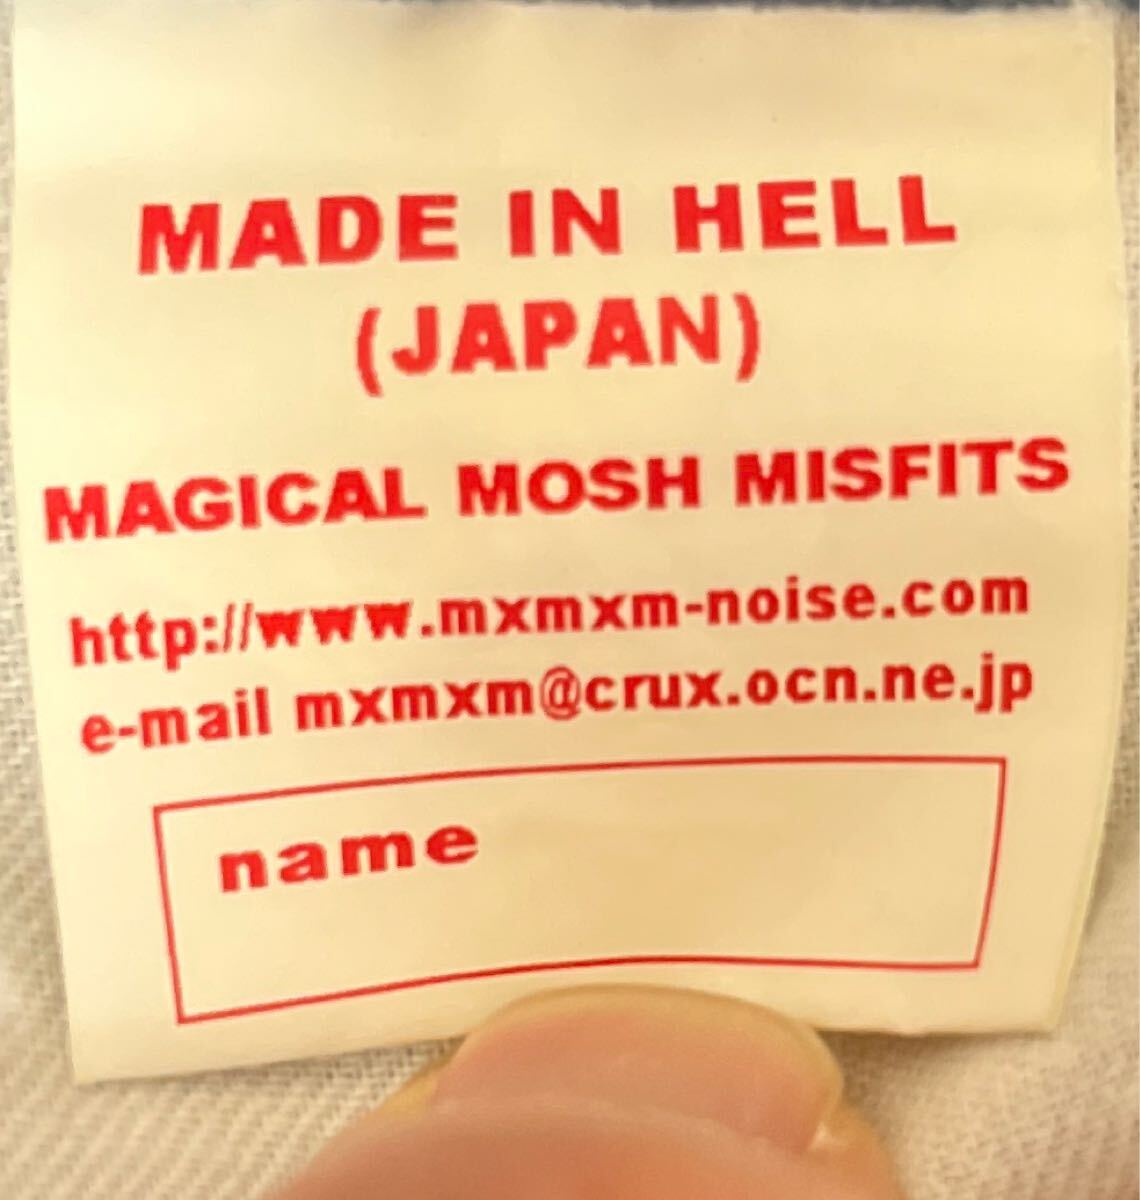 MADE IN HELL
(JAPAN)
MAGICAL MOSH MISFITS
http://www.mxmxm-noise.com
e-mail mxmxm@crux.ocn.ne.jp
name